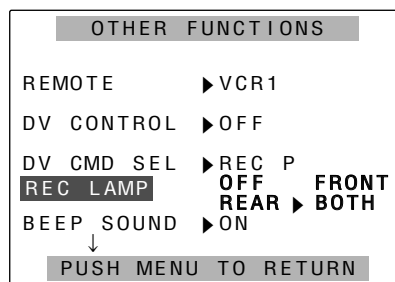 OTHER FUNCTIONS
REMOTE ▶VCR1
DV CONTROL ▶OFF
DV CMD SEL ▶REC P
REC LAMP OFF FRONT
REAR ▶ BOTH
BEEP SOUND ▶ON
↓
PUSH MENU TO RETURN